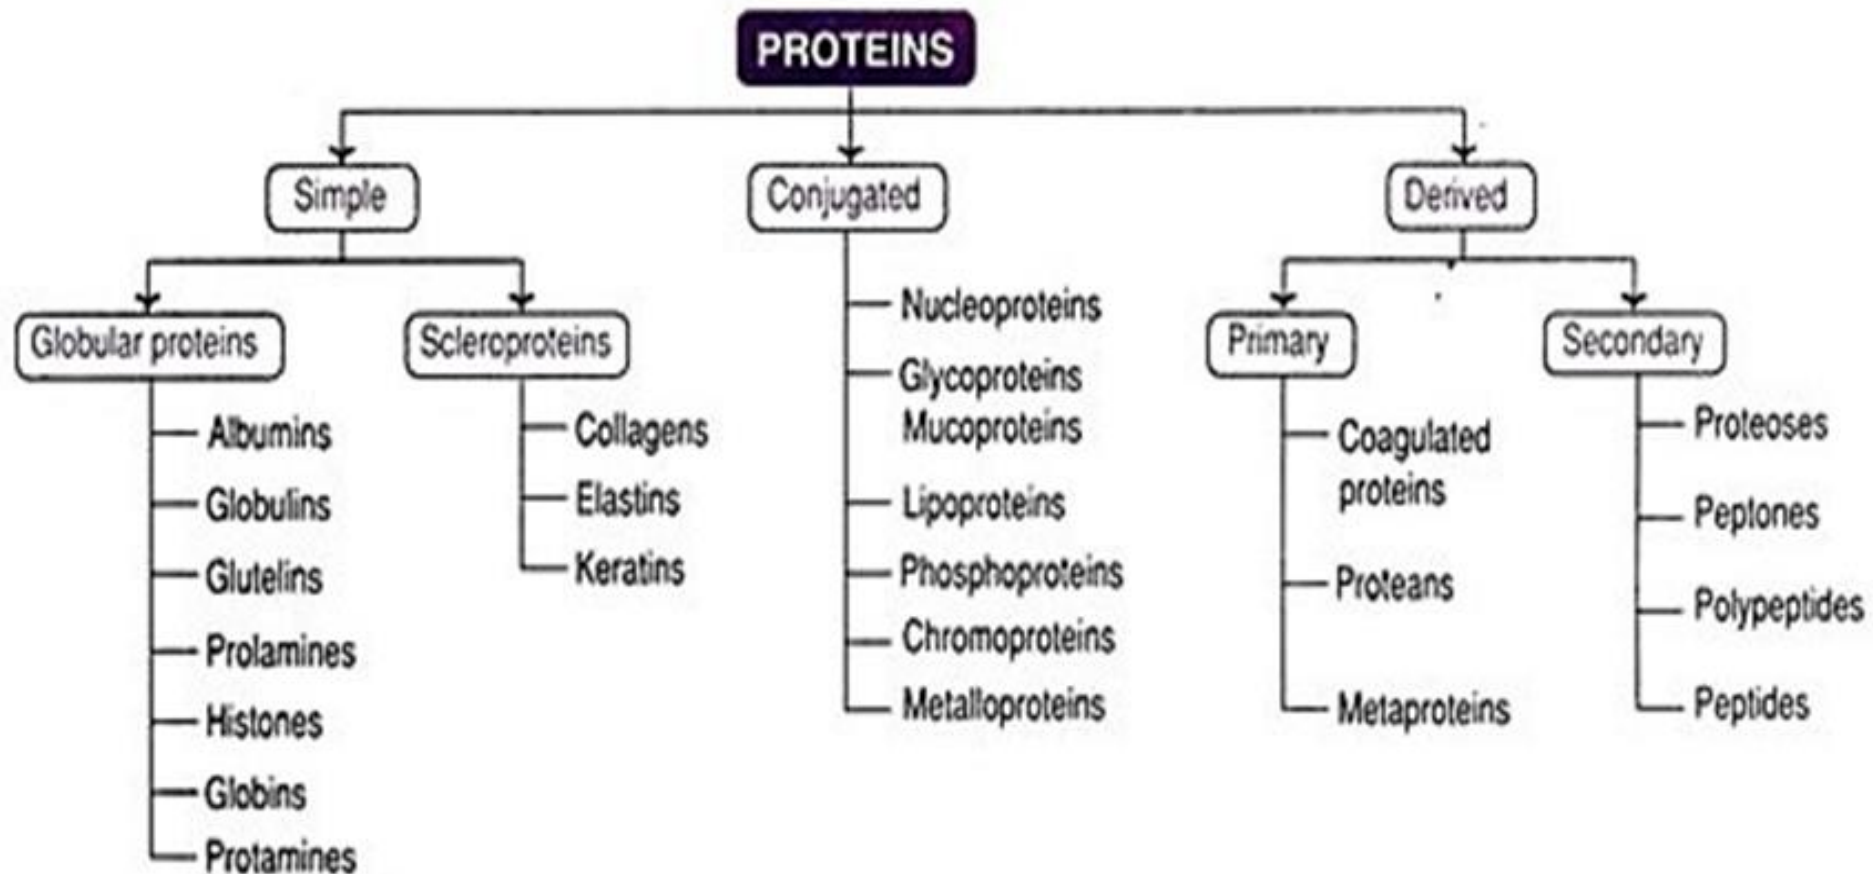 PROTEINS
Simple
Conjugated
Derived
Globular proteins
Scleroproteins
Primary
Secondary
Albumins
Globulins
Glutelins
Prolamines
Histones
Globins
Protamines
Collagens
Elastins
Keratins
Nucleoproteins
Glycoproteins
Mucoproteins
Lipoproteins
Phosphoproteins
Chromoproteins
Metalloproteins
Coagulated
proteins
Proteans
Metaproteins
Proteoses
Peptones
Polypeptides
Peptides